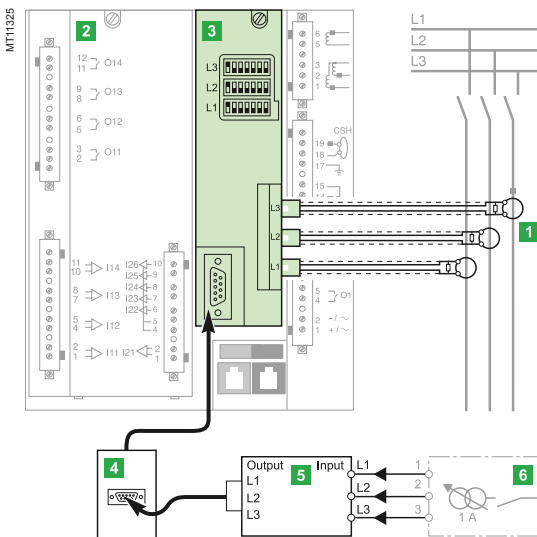 MT11325
2
3
L1
L2
L3
12
11
O14
9
8
O13
6
5
O12
3
2
O11
L3
L2
L1
6
5
3
2
1
CSH
19
18
17
15
14
L3
L2
L1
1
11
10
I14
8
7
I13
5
4
I12
2
1
I11
I26
10
I25
9
I24
8
I23
7
I22
6
5
4
I21
2
1
5
4
O1
2
- / ~
1
+ / ~
4
Output
5
Input
L1
L2
L3
L1
1
L2
2
L3
3
6
1 A